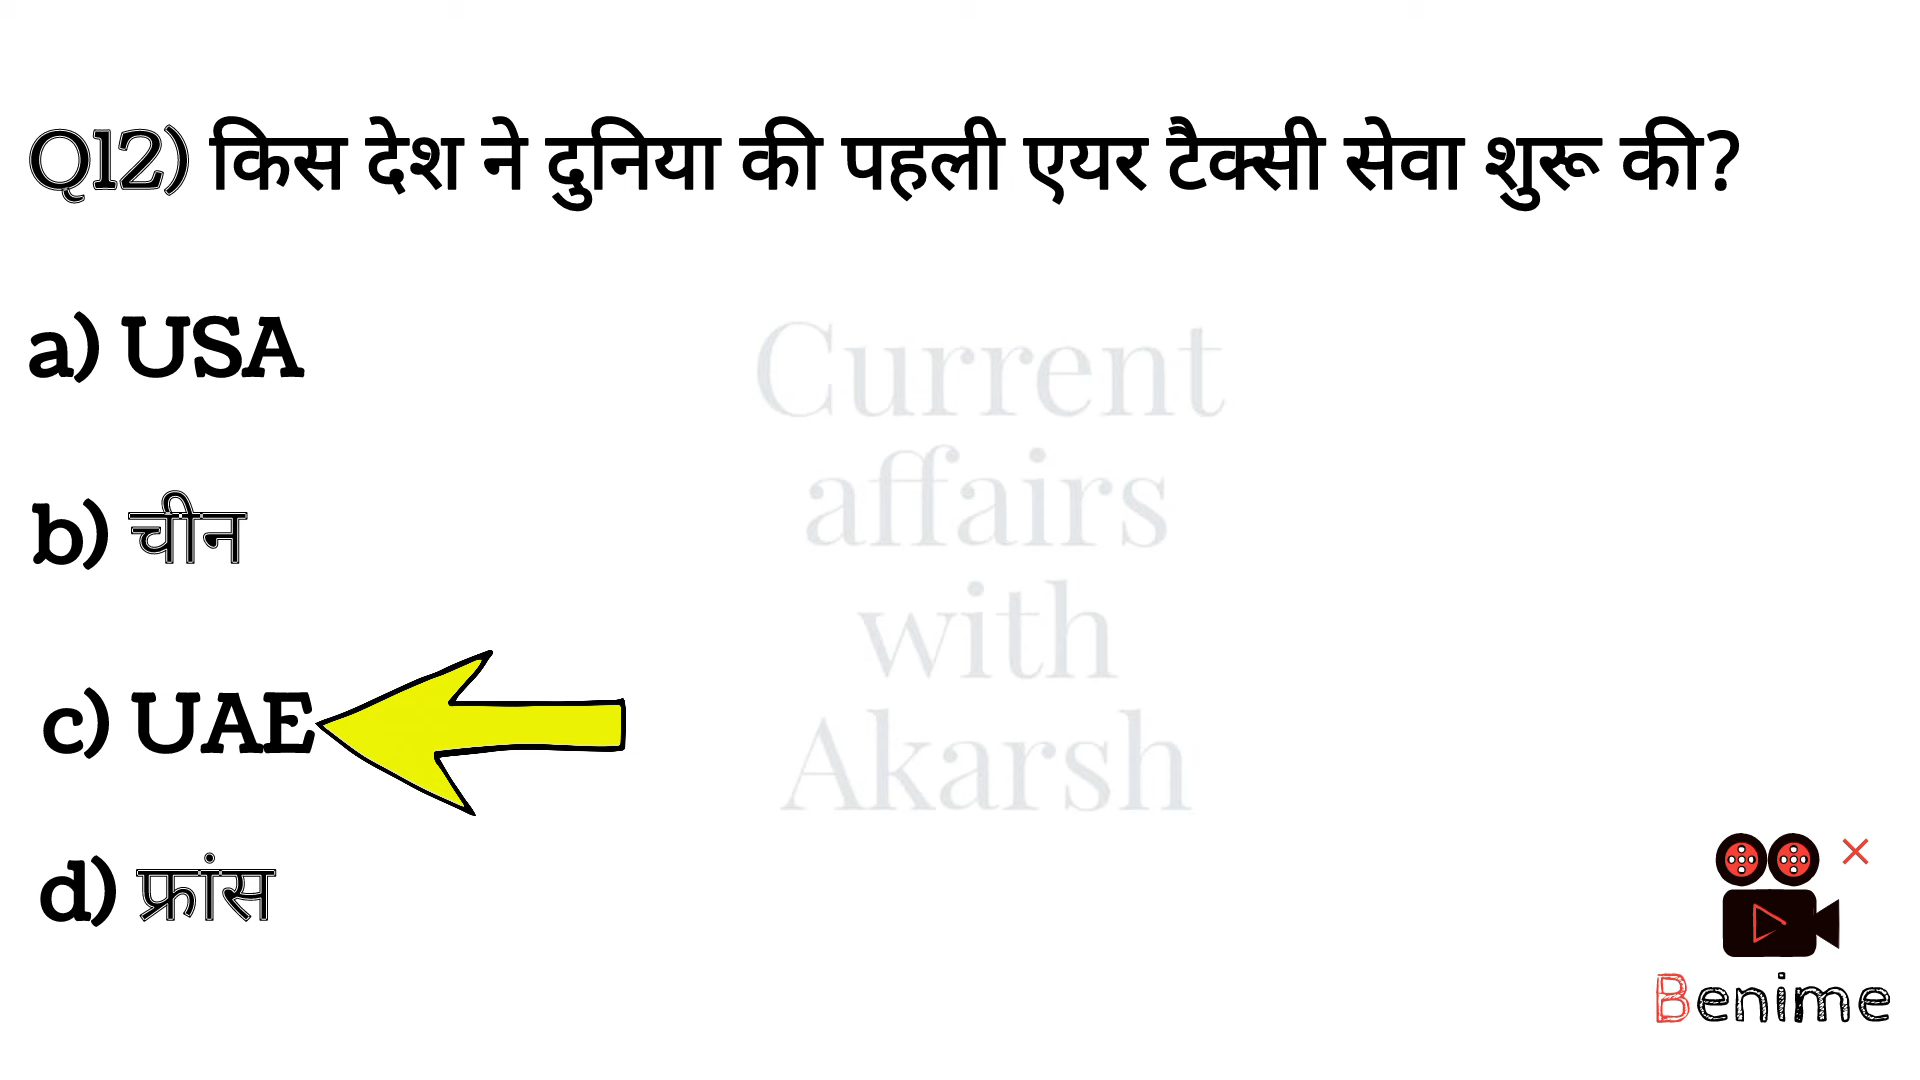 Q12) किस देश ने दुनिया की पहली एयर टैक्सी सेवा शुरू की?
a) USA
b) चीन
c) UAE
d) फ्रांस
Current
affairs
with
Akarsh
Benime